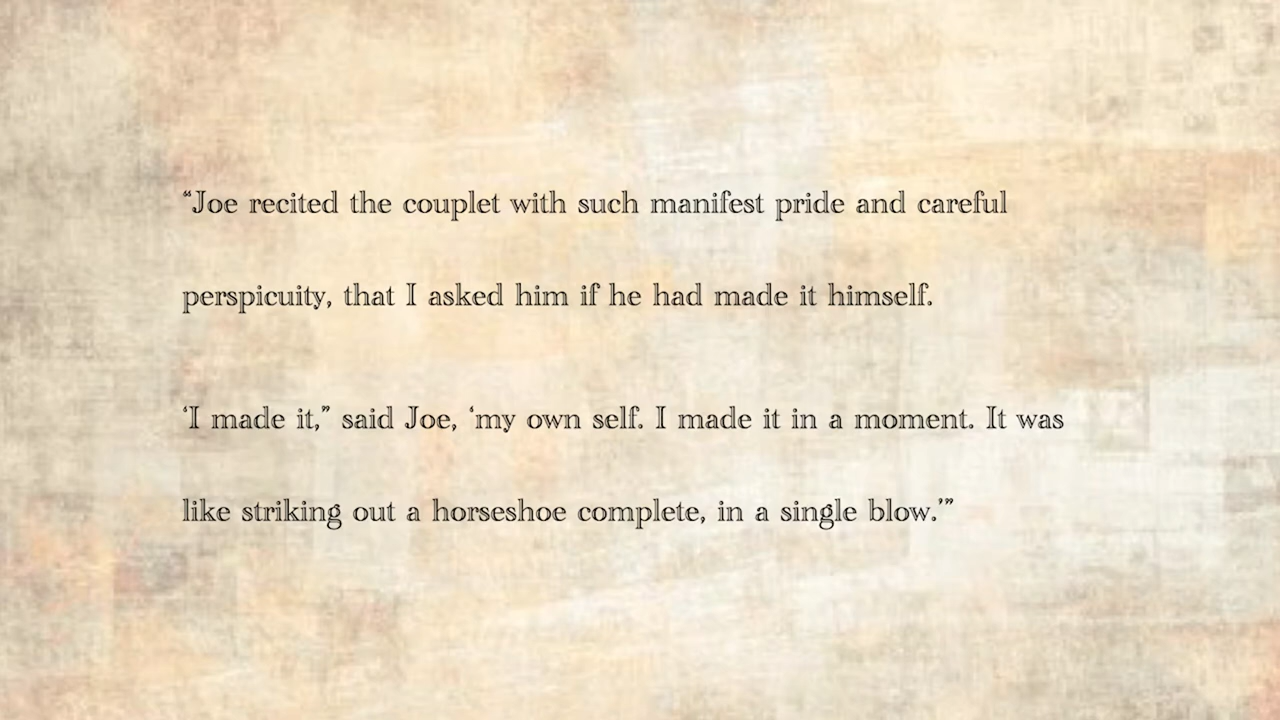 “Joe recited the couplet with such manifest pride and careful
perspicuity, that I asked him if he had made it himself.
‘I made it,” said Joe, ‘my own self. I made it in a moment. It was
like striking out a horseshoe complete, in a single blow.’”